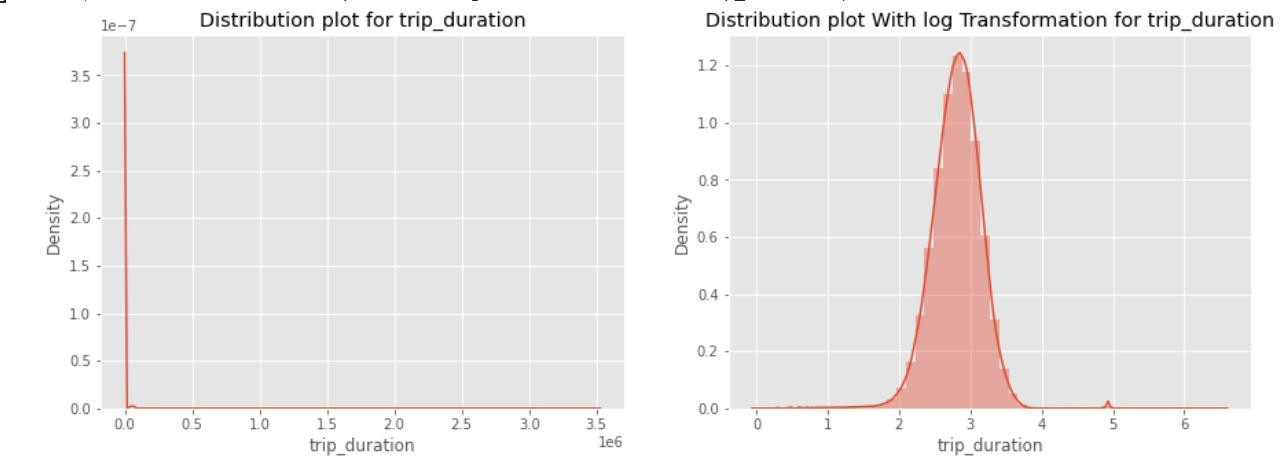 Distribution plot for trip_duration
1e−7
3.5
3.0
2.5
2.0
1.5
1.0
0.5
0.0
Density
0.0 0.5 1.0 1.5 2.0 2.5 3.0 3.5
1e6
trip_duration
Distribution plot With log Transformation for trip_duration
1.2
1.0
0.8
0.6
0.4
0.2
0.0
Density
0 1 2 3 4 5 6
trip_duration